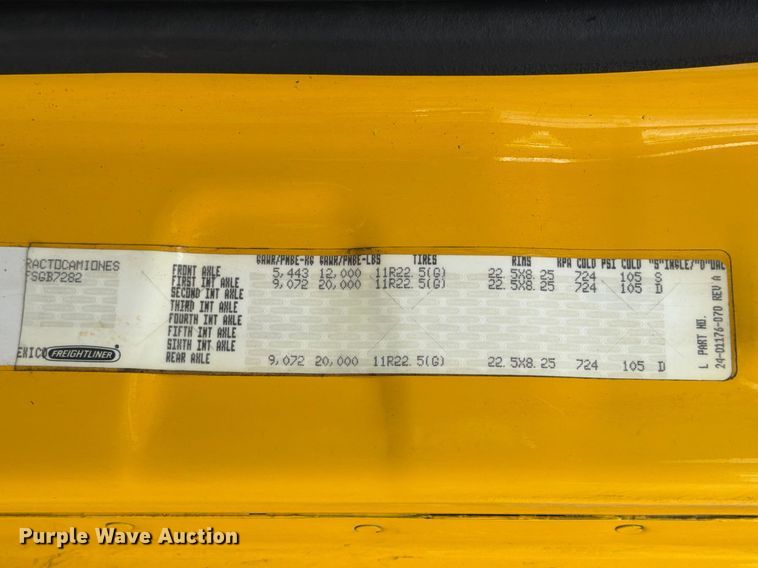 GAWR/PNBE-KG GAWR/PNBE-LBS TIRES RIMS KPA COLD PSI COLD "S"INGLE/"D"UAL
RACTOCAMIONES
FSGB7282
FRONT AXLE 5,443 12,000 11R22.5(G) 22.5X8.25 724 105 S
FIRST INT AXLE 9,072 20,000 11R22.5(G) 22.5X8.25 724 105 D
SECOND INT AXLE
THIRD INT AXLE
FOURTH INT AXLE
FIFTH INT AXLE
SIXTH INT AXLE
REAR AXLE 9,072 20,000 11R22.5(G) 22.5X8.25 724 105 D
EXICO FREIGHTLINER
L PART NO.
24-01176-070 REV A
Purple Wave Auction